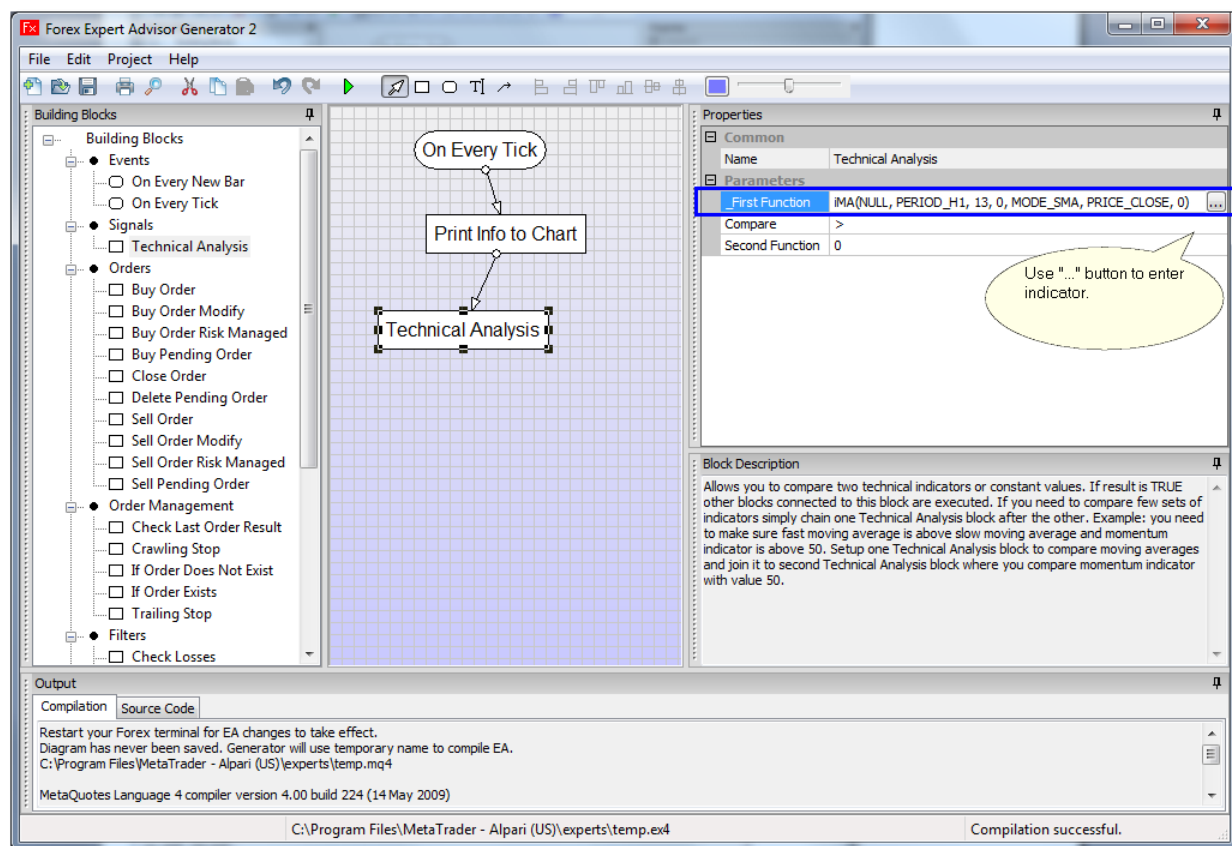 Fx Forex Expert Advisor Generator 2
File Edit Project Help
Building Blocks
Building Blocks
Events
On Every New Bar
On Every Tick
Signals
Technical Analysis
Orders
Buy Order
Buy Order Modify
Buy Order Risk Managed
Buy Pending Order
Close Order
Delete Pending Order
Sell Order
Sell Order Modify
Sell Order Risk Managed
Sell Pending Order
Order Management
Check Last Order Result
Crawling Stop
If Order Does Not Exist
If Order Exists
Trailing Stop
Filters
Check Losses
On Every Tick
Print Info to Chart
Technical Analysis
Properties
Common
Name Technical Analysis
Parameters
_First Function iMA(NULL, PERIOD_H1, 13, 0, MODE_SMA, PRICE_CLOSE, 0) ...
Compare >
Second Function 0
Use "..." button to enter
indicator.
Block Description
Allows you to compare two technical indicators or constant values. If result is TRUE
other blocks connected to this block are executed. If you need to compare few sets of
indicators simply chain one Technical Analysis block after the other. Example: you need
to make sure fast moving average is above slow moving average and momentum
indicator is above 50. Setup one Technical Analysis block to compare moving averages
and join it to second Technical Analysis block where you compare momentum indicator
with value 50.
Output
Compilation Source Code
Restart your Forex terminal for EA changes to take effect.
Diagram has never been saved. Generator will use temporary name to compile EA.
C:\Program Files\MetaTrader - Alpari (US)\experts\temp.mq4
MetaQuotes Language 4 compiler version 4.00 build 224 (14 May 2009)
C:\Program Files\MetaTrader - Alpari (US)\experts\temp.ex4
Compilation successful.